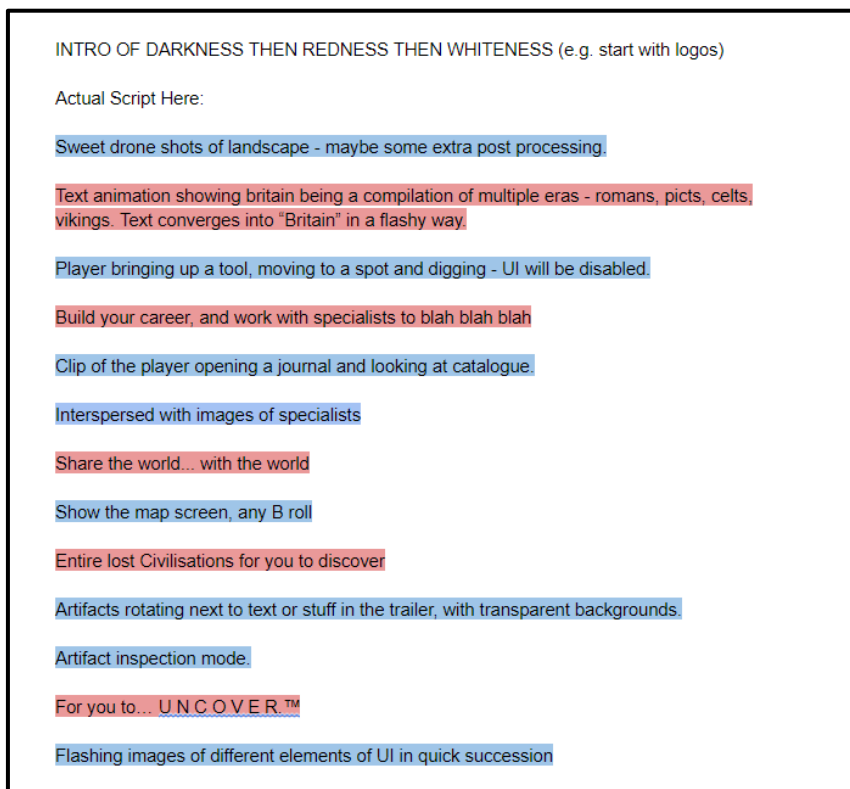 INTRO OF DARKNESS THEN REDNESS THEN WHITENESS (e.g. start with logos)
Actual Script Here:
Sweet drone shots of landscape - maybe some extra post processing.
Text animation showing britain being a compilation of multiple eras - romans, picts, celts,
vikings. Text converges into “Britain” in a flashy way.
Player bringing up a tool, moving to a spot and digging - UI will be disabled.
Build your career, and work with specialists to blah blah blah
Clip of the player opening a journal and looking at catalogue.
Interspersed with images of specialists
Share the world... with the world
Show the map screen, any B roll
Entire lost Civilisations for you to discover
Artifacts rotating next to text or stuff in the trailer, with transparent backgrounds.
Artifact inspection mode.
For you to… U N C O V E R.™
Flashing images of different elements of UI in quick succession